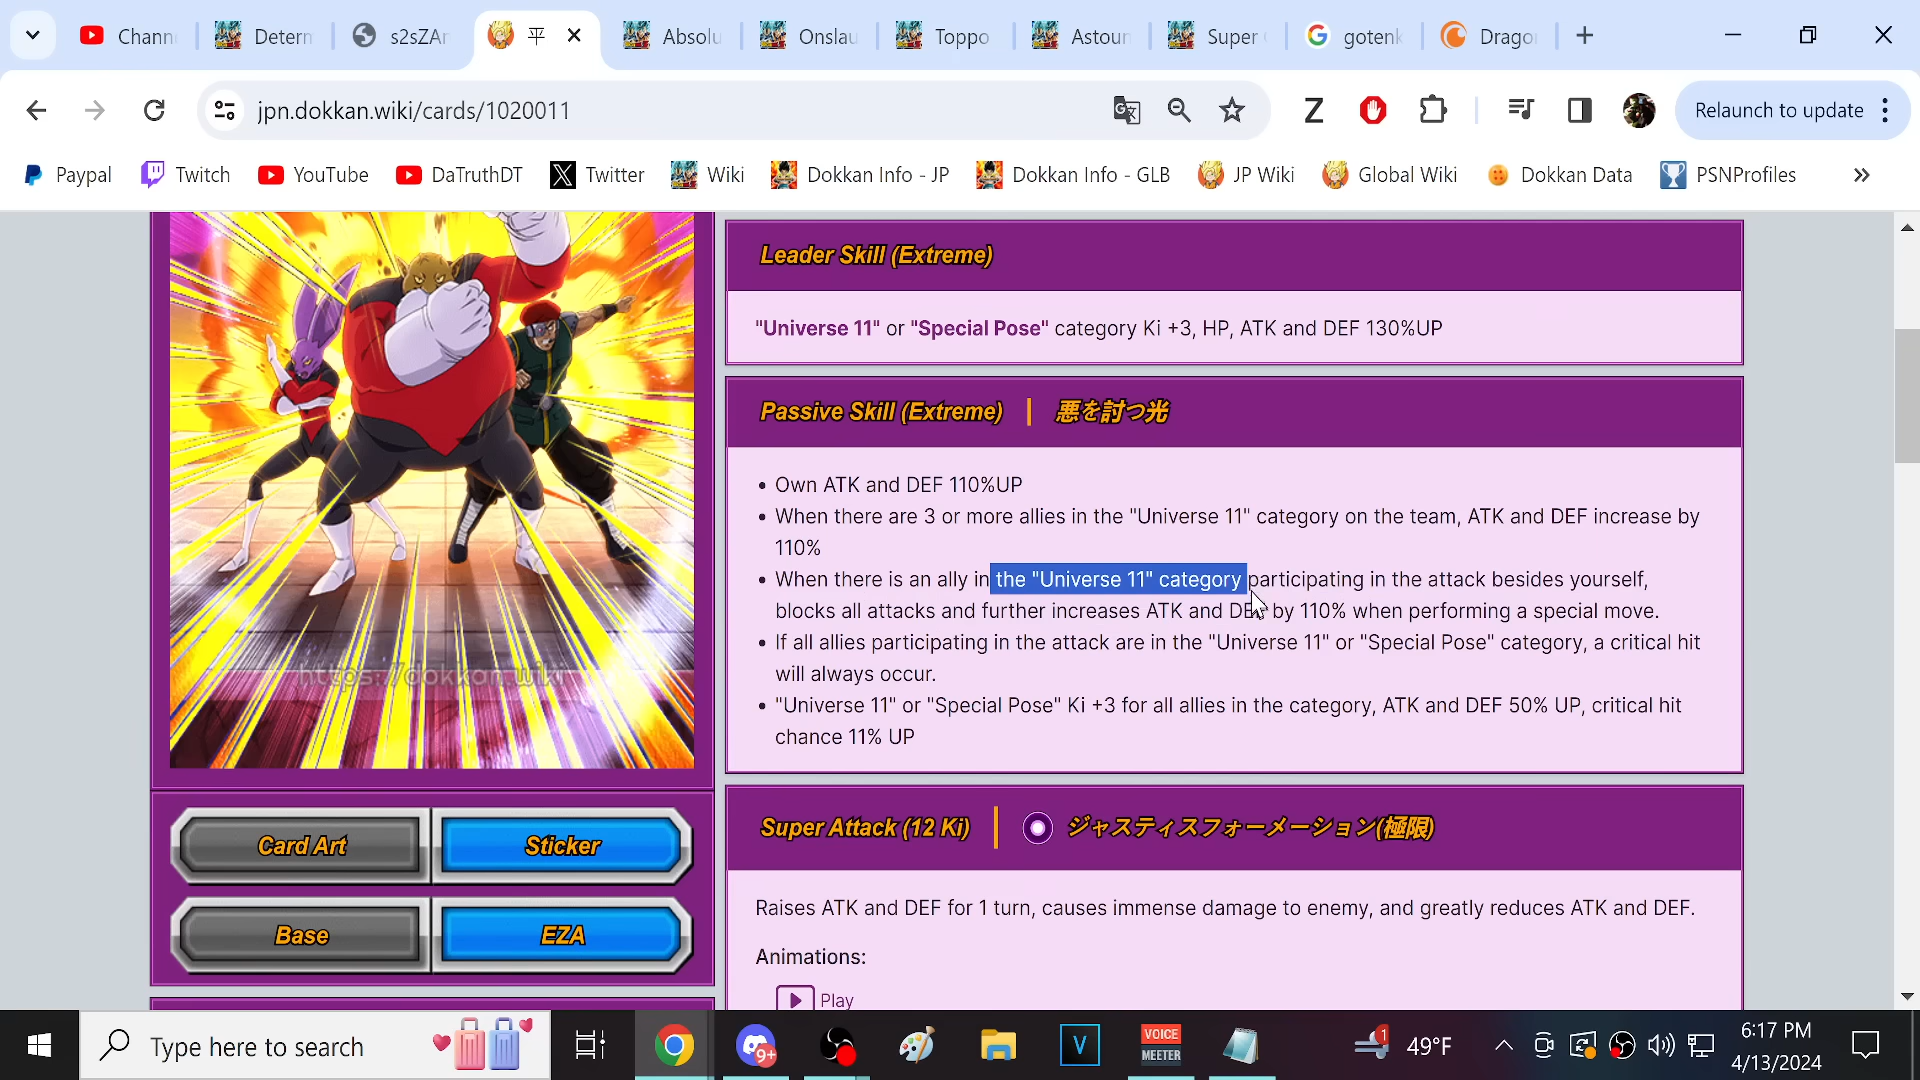 Chann
Determ
s2sZAr
平
Absolu
Onslau
Toppo
Astoun
Super
gotenk
Drago
jpn.dokkan.wiki/cards/1020011
Relaunch to update
Paypal
Twitch
YouTube
DaTruthDT
Twitter
Wiki
Dokkan Info - JP
Dokkan Info - GLB
JP Wiki
Global Wiki
Dokkan Data
PSNProfiles
»
Leader Skill (Extreme)
"Universe 11" or "Special Pose" category Ki +3, HP, ATK and DEF 130%UP
Passive Skill (Extreme) | 悪を討つ光
• Own ATK and DEF 110%UP
• When there are 3 or more allies in the "Universe 11" category on the team, ATK and DEF increase by
110%
• When there is an ally in the "Universe 11" category participating in the attack besides yourself,
blocks all attacks and further increases ATK and DEF by 110% when performing a special move.
• If all allies participating in the attack are in the "Universe 11" or "Special Pose" category, a critical hit
will always occur.
• "Universe 11" or "Special Pose" Ki +3 for all allies in the category, ATK and DEF 50% UP, critical hit
chance 11% UP
https://dokkan.wiki
Card Art
Sticker
Base
EZA
Super Attack (12 Ki) | ジャスティスフォーメーション(極限)
Raises ATK and DEF for 1 turn, causes immense damage to enemy, and greatly reduces ATK and DEF.
Animations:
Play
Type here to search
9+
V
VOICE
MEETER
1
49°F
6:17 PM
4/13/2024